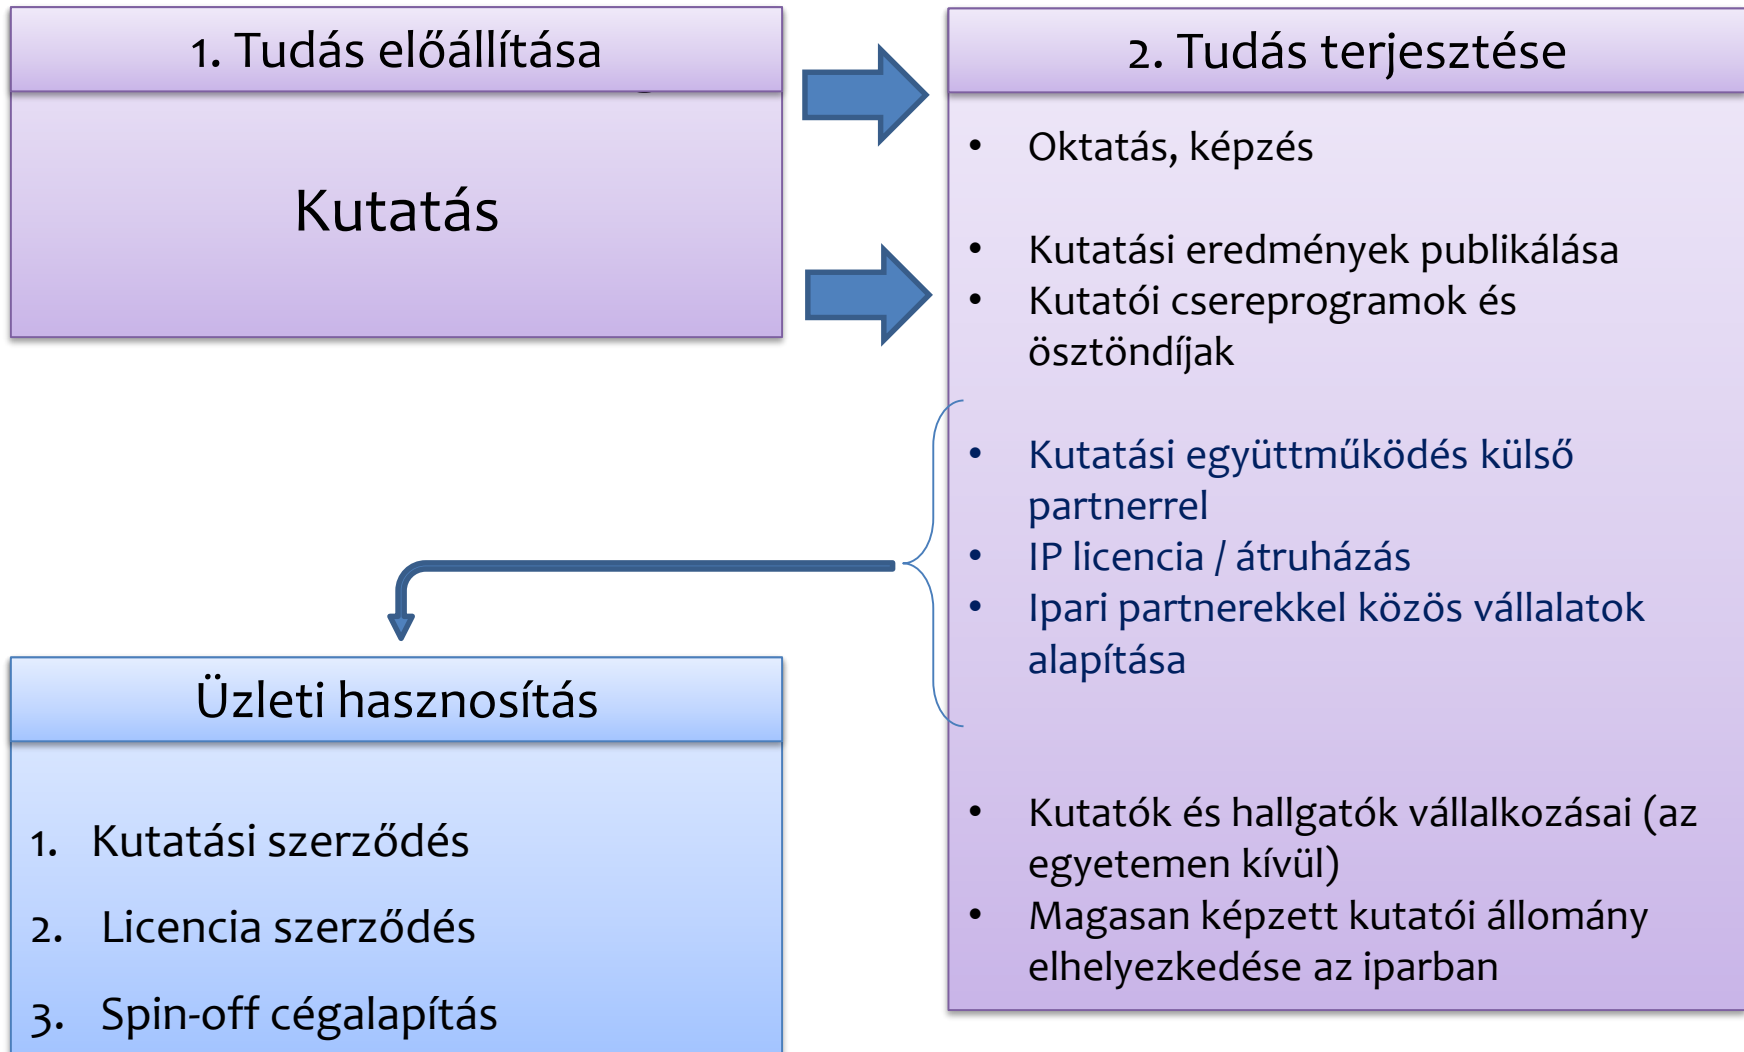 1. Tudás előállítása
Kutatás
2. Tudás terjesztése
• Oktatás, képzés
• Kutatási eredmények publikálása
• Kutatói csereprogramok és
ösztöndíjak
• Kutatási együttműködés külső
partnerrel
• IP licencia / átruházás
• Ipari partnerekkel közös vállalatok
alapítása
• Kutatók és hallgatók vállalkozásai (az
egyetemen kívül)
• Magasan képzett kutatói állomány
elhelyezkedése az iparban
Üzleti hasznosítás
1. Kutatási szerződés
2. Licencia szerződés
3. Spin-off cégalapítás